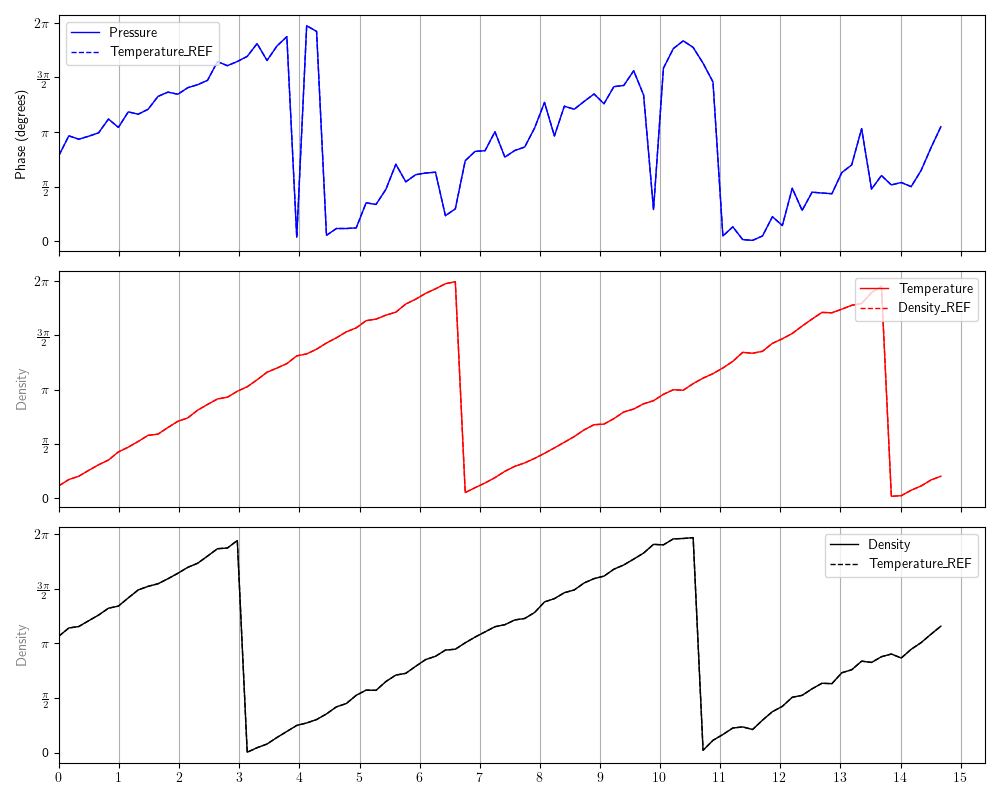 Pressure
Temperature_REF
Phase (degrees)
2π
3π/2
π
π/2
0
Temperature
Density_REF
Density
2π
3π/2
π
π/2
0
Density
Temperature_REF
Density
2π
3π/2
π
π/2
0
0 1 2 3 4 5 6 7 8 9 10 11 12 13 14 15